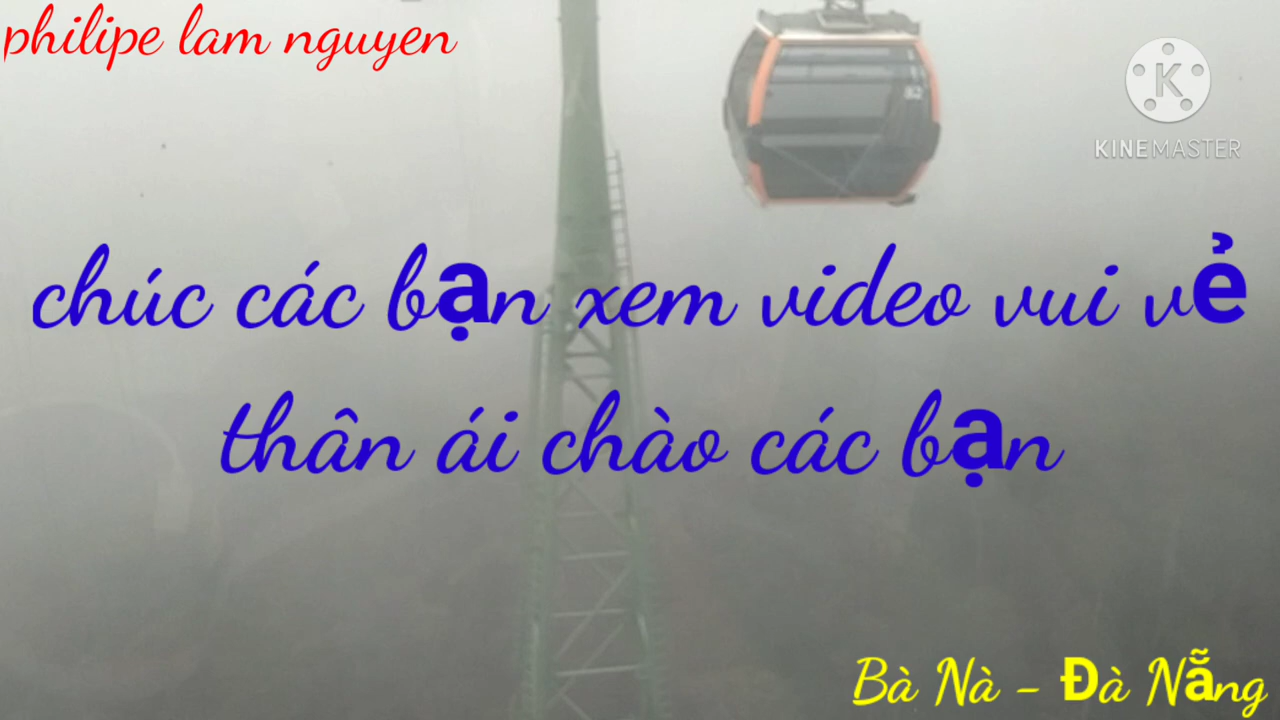 philipe lam nguyen
K
KINEMASTER
82
chúc các bạn xem video vui vẻ
thân ái chào các bạn
Bà Nà - Đà Nẵng